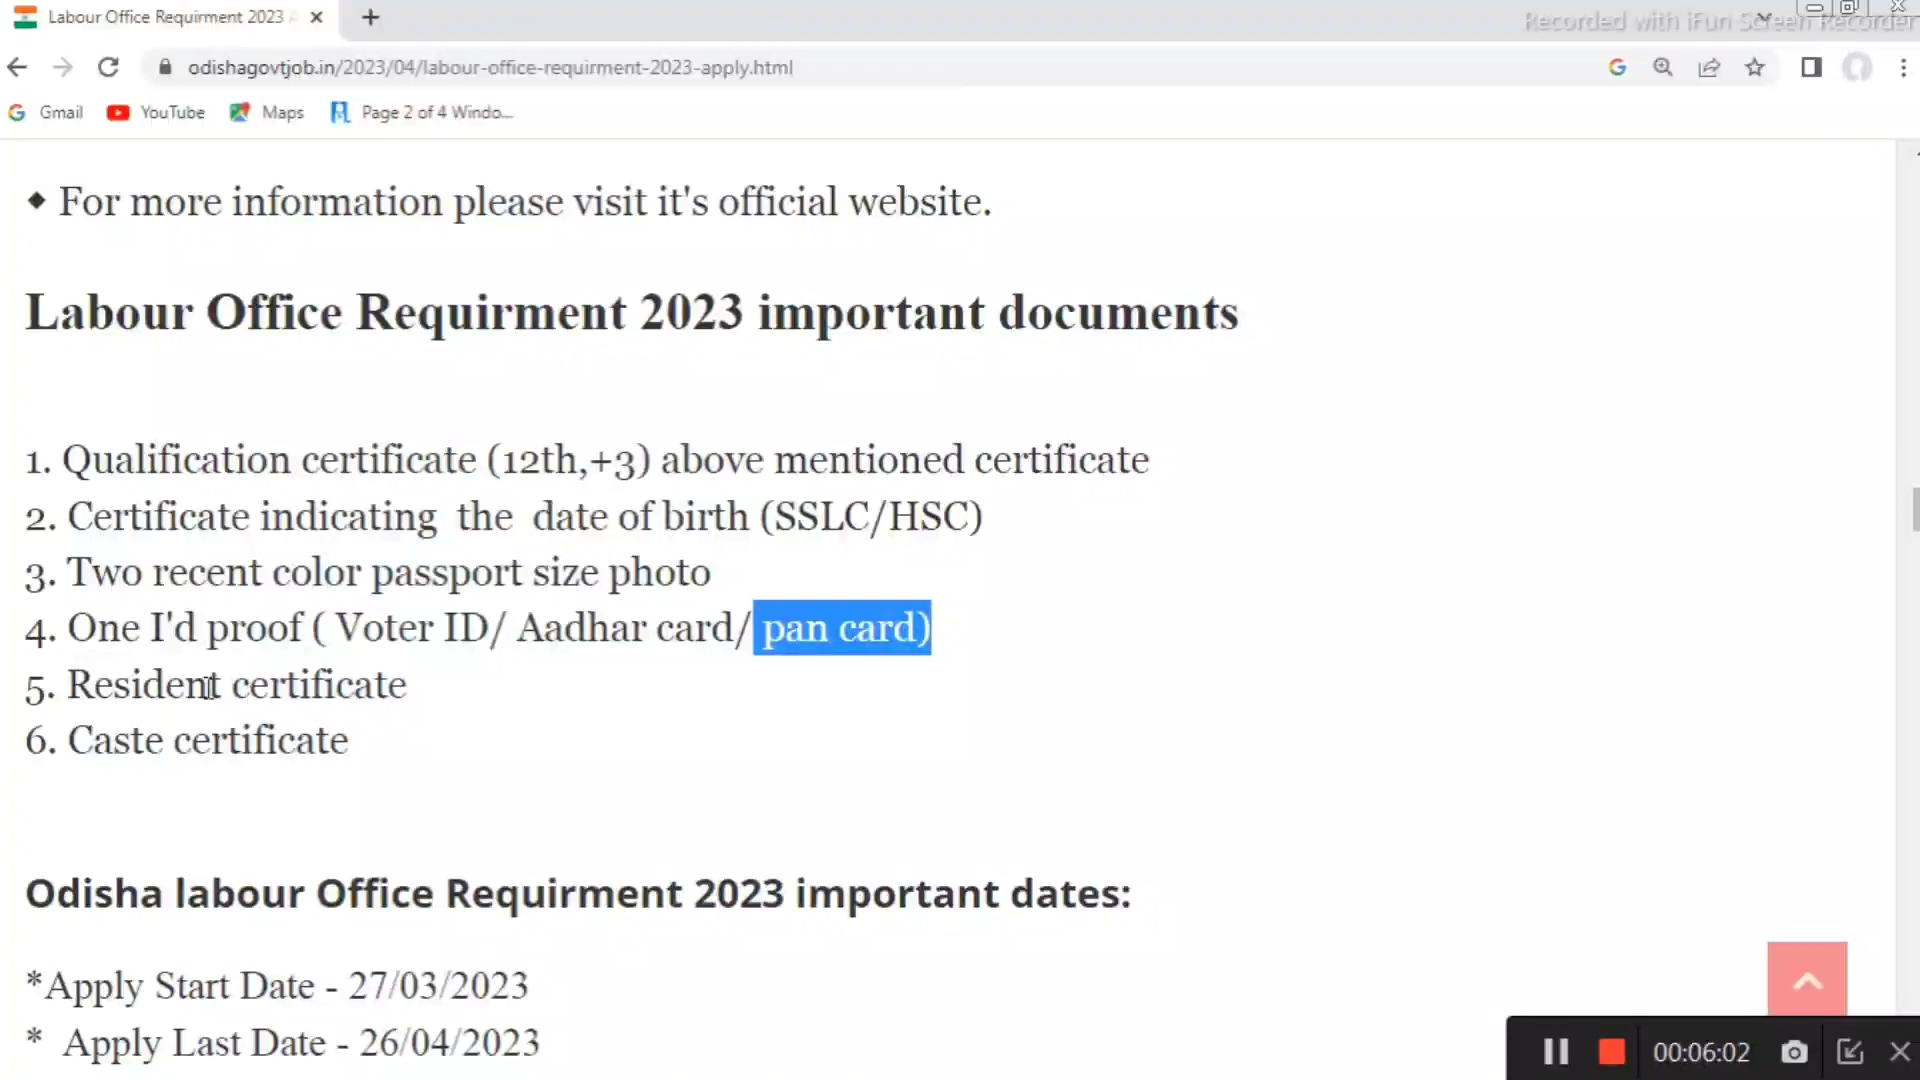 Labour Office Requirment 2023
Recorded with iFun Screen Recorder
odishagovtjob.in/2023/04/labour-office-requirment-2023-apply.html
Gmail YouTube Maps Page 2 of 4 Windo...
◆ For more information please visit it's official website.
Labour Office Requirment 2023 important documents
1. Qualification certificate (12th,+3) above mentioned certificate
2. Certificate indicating the date of birth (SSLC/HSC)
3. Two recent color passport size photo
4. One I'd proof ( Voter ID/ Aadhar card/ pan card)
5. Resident certificate
6. Caste certificate
Odisha labour Office Requirment 2023 important dates:
*Apply Start Date - 27/03/2023
* Apply Last Date - 26/04/2023
00:06:02